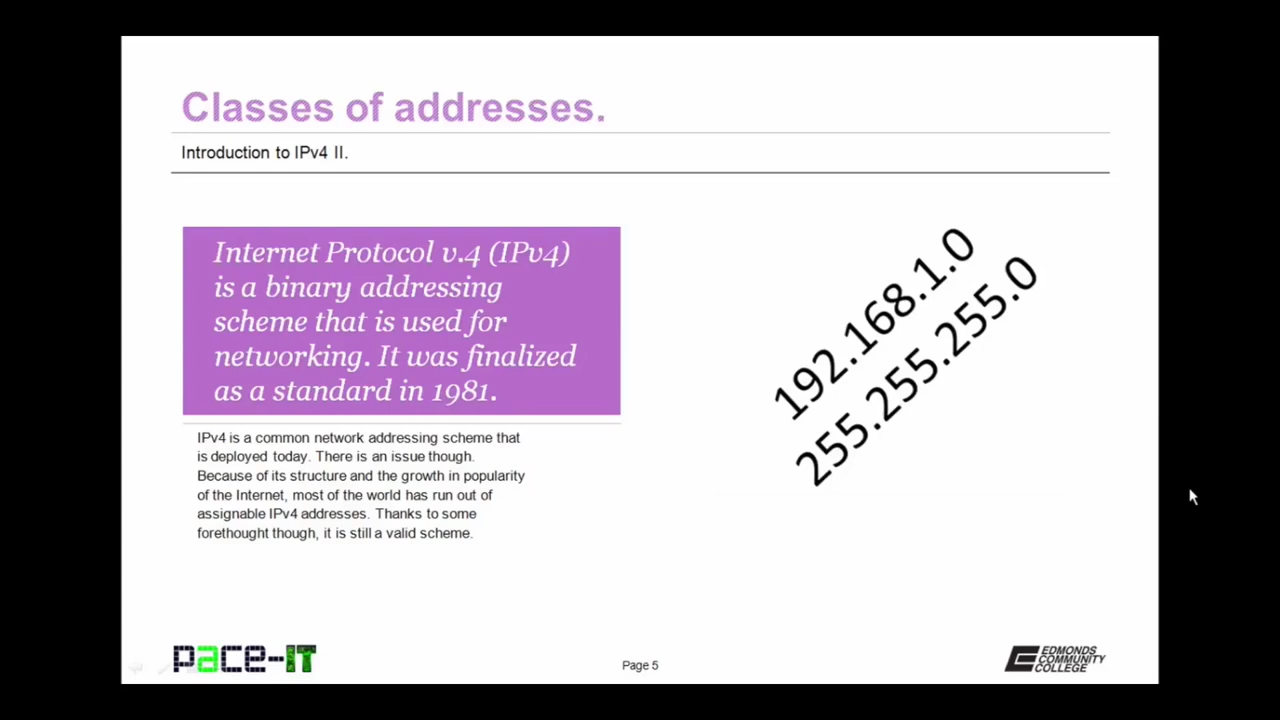 Classes of addresses.
Introduction to IPv4 II.
Internet Protocol v.4 (IPv4)
is a binary addressing
scheme that is used for
networking. It was finalized
as a standard in 1981.
IPv4 is a common network addressing scheme that
is deployed today. There is an issue though.
Because of its structure and the growth in popularity
of the Internet, most of the world has run out of
assignable IPv4 addresses. Thanks to some
forethought though, it is still a valid scheme.
192.168.1.0
255.255.255.0
pace-IT
Page 5
EDMONDS
COMMUNITY
COLLEGE